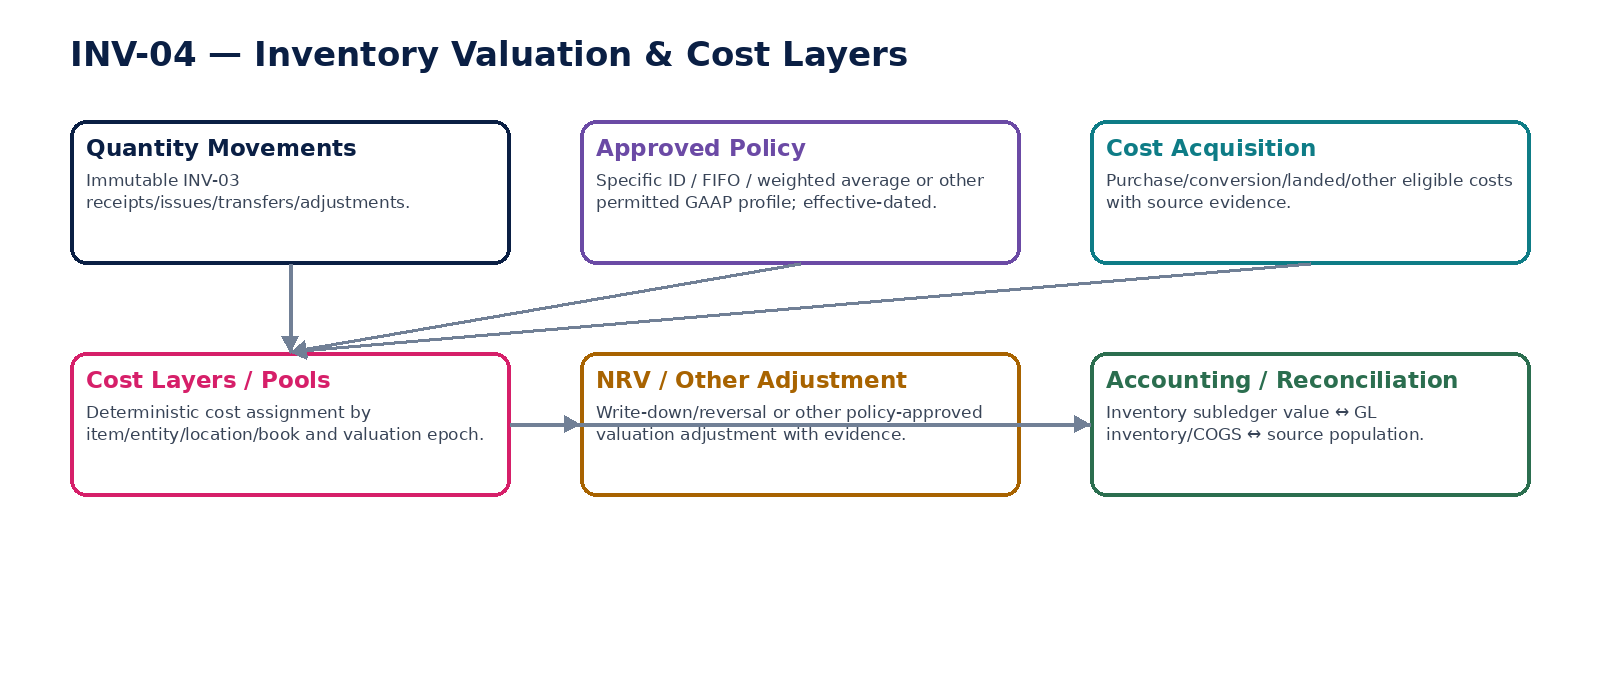 INV-04 — Inventory Valuation & Cost Layers
Quantity Movements
Immutable INV-03
receipts/issues/transfers/adjustments.
Approved Policy
Specific ID / FIFO / weighted average or other
permitted GAAP profile; effective-dated.
Cost Acquisition
Purchase/conversion/landed/other eligible costs
with source evidence.
Cost Layers / Pools
Deterministic cost assignment by
item/entity/location/book and valuation epoch.
NRV / Other Adjustment
Write-down/reversal or other policy-approved
valuation adjustment with evidence.
Accounting / Reconciliation
Inventory subledger value ↔ GL
inventory/COGS ↔ source population.